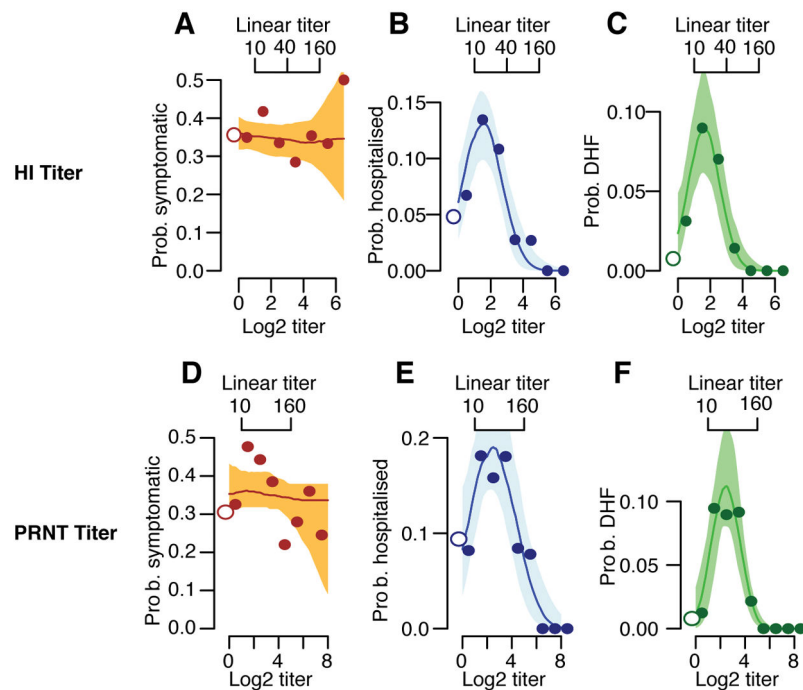 A
Linear titer
10 40 160
0.5
0.4
0.3
0.2
0.1
0.0
Prob. symptomatic
0 2 4 6
Log2 titer
B
Linear titer
10 40 160
0.15
0.10
0.05
0.00
Prob. hospitalised
0 2 4 6
Log2 titer
C
Linear titer
10 40 160
0.10
0.05
0.00
Prob. DHF
0 2 4 6
Log2 titer
HI Titer
D
Linear titer
10 160
0.5
0.4
0.3
0.2
0.1
0.0
Pro b. symptomatic
0 4 8
Log2 titer
E
Linear titer
10 160
0.2
0.1
0.0
Pro b. hospitalised
0 4 8
Log2 titer
F
Linear titer
10 160
0.10
0.05
0.00
Pro b. DHF
0 4 8
Log2 titer
PRNT Titer